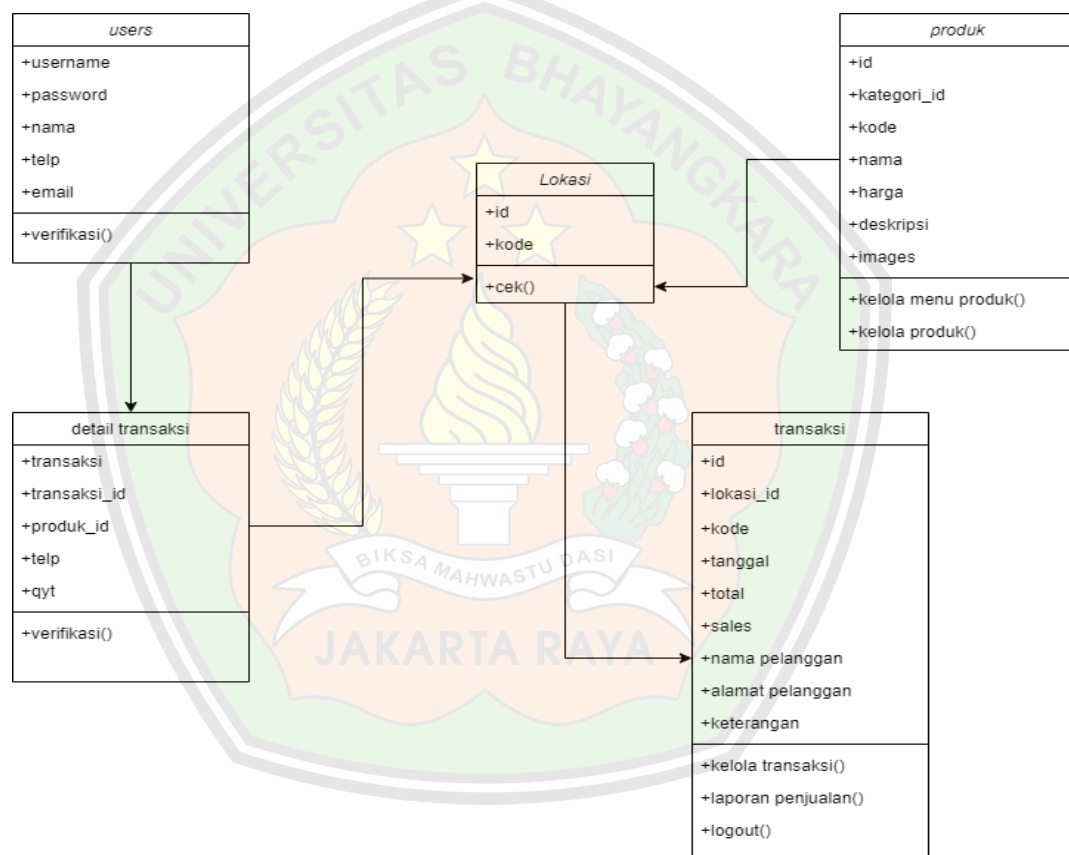 users
+username
+password
+nama
+telp
+email
+verifikasi()
produk
+id
+kategori_id
+kode
+nama
+harga
+deskripsi
+images
+kelola menu produk()
+kelola produk()
Lokasi
+id
+kode
+cek()
detail transaksi
+transaksi
+transaksi_id
+produk_id
+telp
+qyt
+verifikasi()
transaksi
+id
+lokasi_id
+kode
+tanggal
+total
+sales
+nama pelanggan
+alamat pelanggan
+keterangan
+kelola transaksi()
+laporan penjualan()
+logout()
UNIVERSITAS BHAYANGKARA
BIKSA MAHWASTU DASI
JAKARTA RAYA